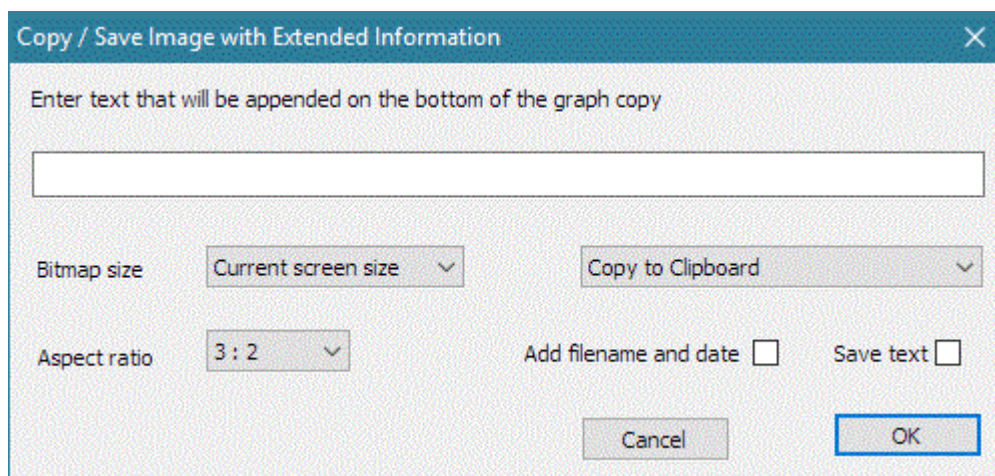 Copy / Save Image with Extended Information
Enter text that will be appended on the bottom of the graph copy
Bitmap size
Current screen size
Copy to Clipboard
Aspect ratio
3 : 2
Add filename and date
Save text
Cancel
OK